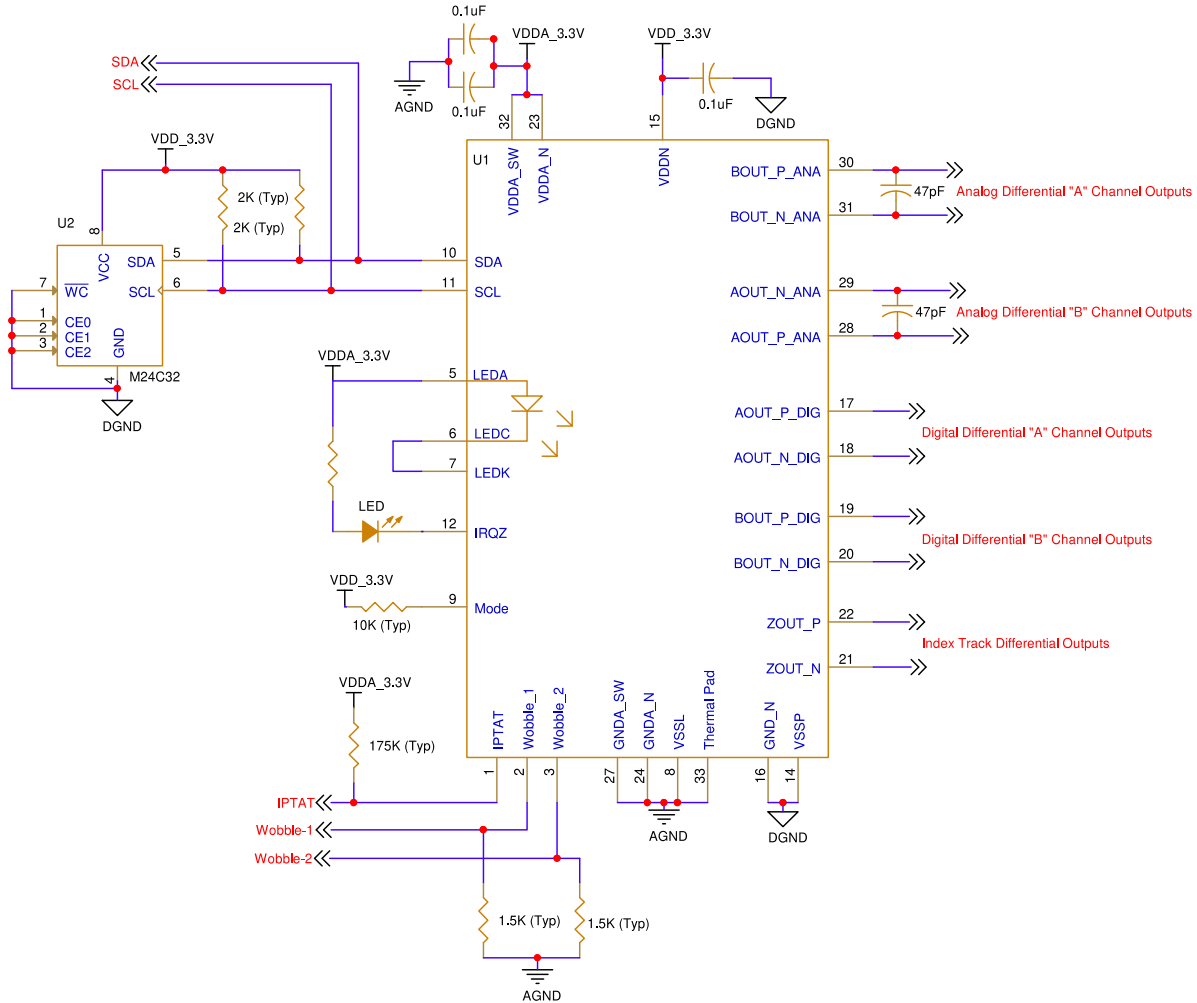 0.1uF
VDDA_3.3V
VDD_3.3V
SDA
SCL
AGND
0.1uF
0.1uF
DGND
32
23
15
VDD_3.3V
U1
VDDA_SW
VDDA_N
VDDN
BOUT_P_ANA
30
47pF
Analog Differential "A" Channel Outputs
BOUT_N_ANA
31
2K (Typ)
2K (Typ)
U2
8
VCC
SDA
5
10
SDA
7
WC
SCL
6
11
SCL
AOUT_N_ANA
29
47pF
Analog Differential "B" Channel Outputs
AOUT_P_ANA
28
1
CE0
2
CE1
3
CE2
GND
4
M24C32
DGND
VDDA_3.3V
5
LEDA
6
LEDC
7
LEDK
AOUT_P_DIG
17
Digital Differential "A" Channel Outputs
AOUT_N_DIG
18
LED
12
IRQZ
BOUT_P_DIG
19
Digital Differential "B" Channel Outputs
BOUT_N_DIG
20
VDD_3.3V
10K (Typ)
9
Mode
ZOUT_P
22
Index Track Differential Outputs
ZOUT_N
21
VDDA_3.3V
175K (Typ)
IPTAT
Wobble_1
Wobble_2
GNDA_SW
GNDA_N
VSSL
Thermal Pad
GND_N
VSSP
1
2
3
27
24
8
33
16
14
IPTAT
AGND
DGND
Wobble-1
Wobble-2
1.5K (Typ)
1.5K (Typ)
AGND